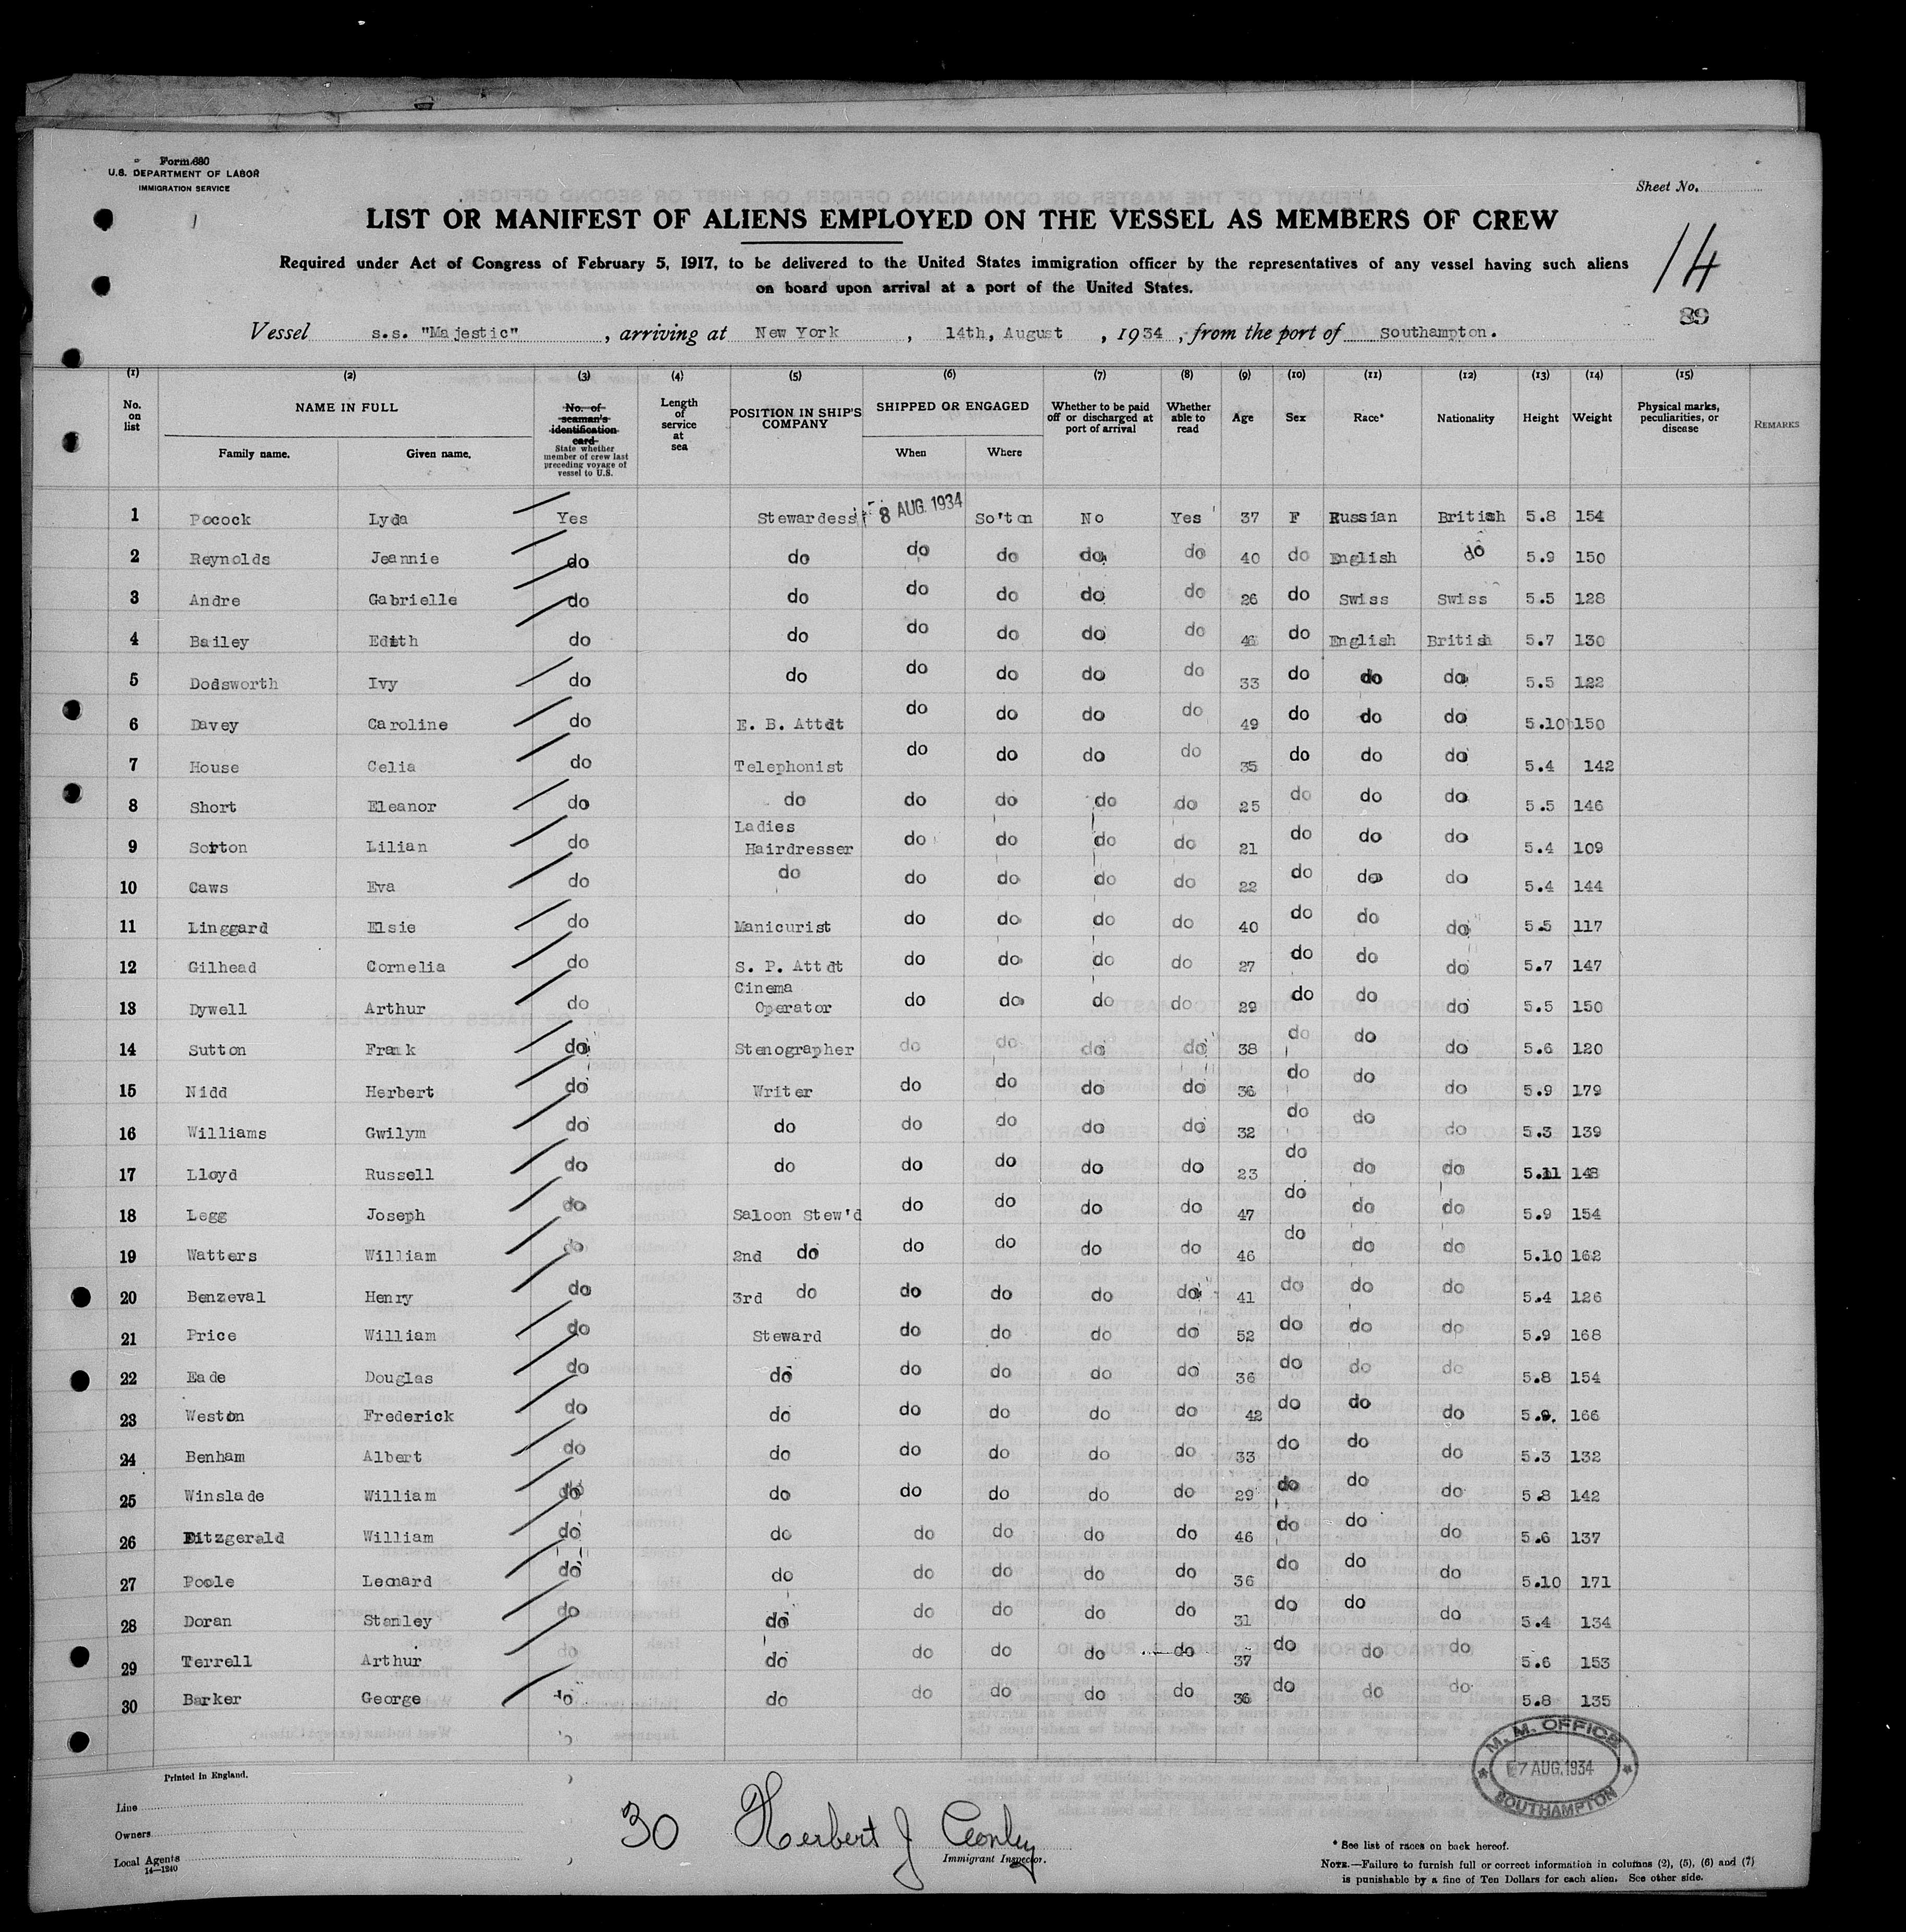 Form 680
U.S. DEPARTMENT OF LABOR
IMMIGRATION SERVICE
Sheet No.
LIST OR MANIFEST OF ALIENS EMPLOYED ON THE VESSEL AS MEMBERS OF CREW
14
Required under Act of Congress of February 5, 1917, to be delivered to the United States immigration officer by the representatives of any vessel having such aliens
on board upon arrival at a port of the United States.
89
Vessel s.s. "Majestic", arriving at New York, 14th, August, 1934, from the port of Southampton.
(1) (2) (3) (4) (5) (6) (7) (8) (9) (10) (11) (12) (13) (14) (15)
No. on list NAME IN FULL Family name. Given name. No. of seaman's identification card State whether member of crew last preceding voyage of vessel to U.S. Length of service at sea POSITION IN SHIP'S COMPANY SHIPPED OR ENGAGED When Where Whether to be paid off or discharged at port of arrival Whether able to read Age Sex Race* Nationality Height Weight Physical marks, peculiarities, or disease REMARKS
1 Pocock Lyda Yes Stewardess 8 AUG. 1934 So'ton No Yes 37 F Russian British 5.8 154
2 Reynolds Jeannie do do do do do do 40 do English do 5.9 150
3 Andre Gabrielle do do do do do do 26 do Swiss Swiss 5.5 128
4 Bailey Edith do do do do do do do English British 5.7 130
5 Dodsworth Ivy do do do do do do 33 do do do 5.5 122
6 Davey Caroline do E. B. Attdt do do do do 49 do do do 5.10 150
7 House Celia do Telephonist do do do do 35 do do do 5.4 142
8 Short Eleanor do do do do do do 25 do do do 5.5 146
9 Lilian do Ladies Hairdresser do do do do 21 do do do 5.4 109
10 Caws Eva do do do do do do 22 do do do 5.4 144
11 Linggard Elsie do Manicurist do do do do 40 do do do 5.5 117
12 Gilhead Cornelia do S. P. Attdt do do do do 27 do do do 5.7 147
13 Dywell Arthur do Cinema Operator do do do do 29 do do do 5.5 150
14 Sutton Frank do Stenographer do do do do 38 do do do 5.6 120
15 Nidd Herbert do Writer do do do do 36 do do do 5.9 179
16 Williams Gwilym do do do do do do 32 do do do 5.3 139
17 Lloyd Russell do do do do do do 23 do do do 5.11 148
18 Legg Joseph do Saloon Stew'd do do do do 47 do do do 5.9 154
19 Watters William do 2nd do do do do do 46 do do do 5.10 162
20 Benzeval Henry do 3rd do do do do do 41 do do do 5.4 126
21 Price William do Steward do do do do 52 do do do 5.9 168
22 Eade Douglas do do do do do do 36 do do do 5.8 154
23 Weston Frederick do do do do do do 42 do do do 5.9. 166
24 Benham Albert do do do do do do 33 do do do 5.3 132
25 Winslade William do do do do do do 29 do do do 5.8 142
26 Fitzgerald William do do do do do do 46 do do do 5.6 137
27 Poole Leonard do do do do do do 36 do do do 5.10 171
28 Doran Stanley do do do do do do 31 do do do 5.4 134
29 Terrell Arthur do do do do do do 37 do do do 5.6 153
30 Barker George do do do do do do 36 do do do 5.8 135
M. M. OFFICE
7 AUG. 1934
SOUTHAMPTON
Printed in England.
Line
Owners
Local Agents
14—1240
30 Herbert J Conley
Immigrant Inspector.
* See list of races on back hereof.
NOTE.—Failure to furnish full or correct information in columns (2), (5), (6) and (7)
is punishable by a fine of Ten Dollars for each alien. See other side.